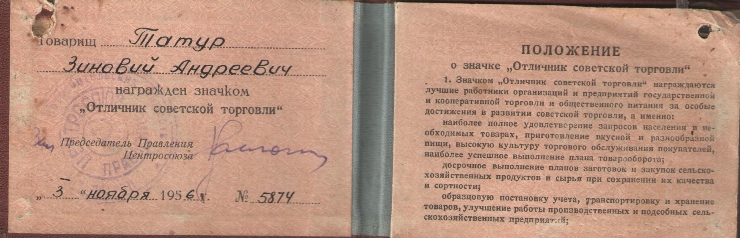 Товарищ Татур
Зиновий Андреевич
награжден значком
„Отличник советской торговли“
Председатель Правления
Центросоюза
„3“ ноября 1956 г. № 5874
ПОЛОЖЕНИЕ
о значке „Отличник советской торговли“
1. Значком „Отличник советской торговли“ награждаются
лучшие работники организаций и предприятий государственной
и кооперативной торговли и общественного питания за особые
достижения в развитии советской торговли, а именно:
наиболее полное удовлетворение запросов населения в не-
обходимых товарах, приготовление вкусной и разнообразной
пищи, высокую культуру торгового обслуживания покупателей,
наиболее успешное выполнение плана товарооборота;
досрочное выполнение планов заготовок и закупок сельско-
хозяйственных продуктов и сырья при сохранении их качества
и сортности;
образцовую постановку учета, транспортировку и хранение
товаров, улучшение работы производственных и подсобных сель-
скохозяйственных предприятий;